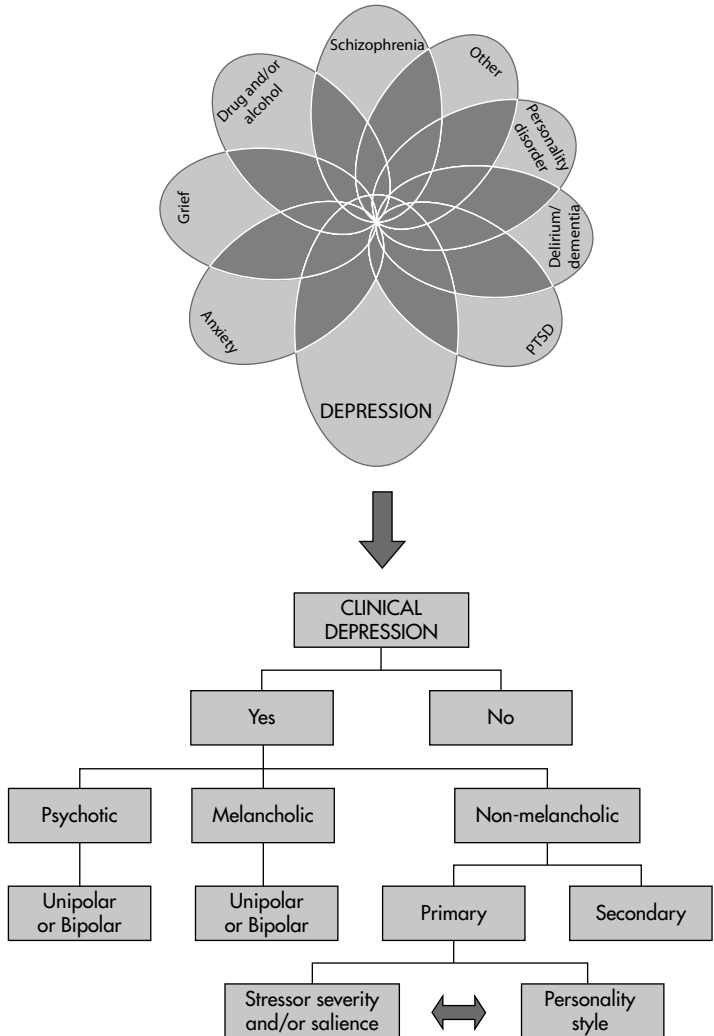 Schizophrenia
Other
Drug and/or
alcohol
Personality
disorder
Grief
Delirium/
dementia
Anxiety
PTSD
DEPRESSION
CLINICAL
DEPRESSION
Yes
No
Psychotic
Melancholic
Non-melancholic
Unipolar
or Bipolar
Unipolar
or Bipolar
Primary
Secondary
Stressor severity
and/or salience
Personality
style